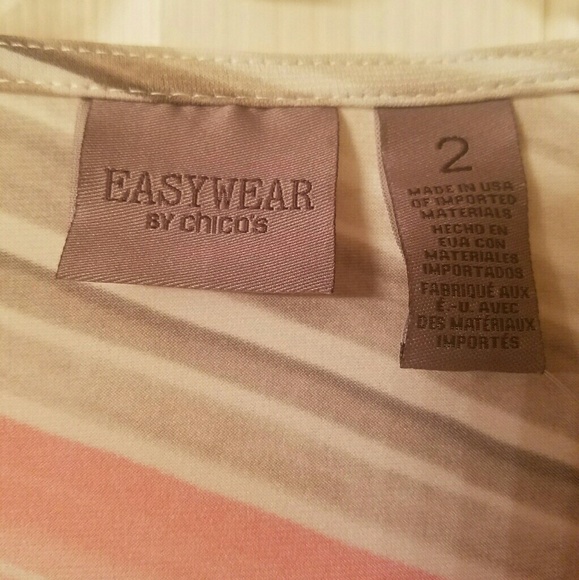 EASYWEAR
BY chico's
2
MADE IN USA
OF IMPORTED
MATERIALS
HECHO EN
EUA CON
MATERIALES
IMPORTADOS
FABRIQUÉ AUX
É.-U. AVEC
DES MATÉRIAUX
IMPORTÉS